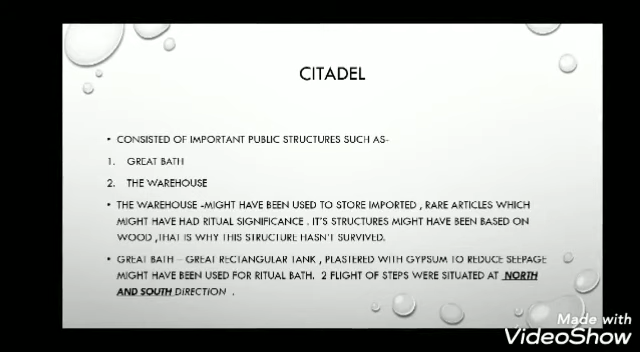 CITADEL
• CONSISTED OF IMPORTANT PUBLIC STRUCTURES SUCH AS-
1. GREAT BATH
2. THE WAREHOUSE
• THE WAREHOUSE -MIGHT HAVE BEEN USED TO STORE IMPORTED , RARE ARTICLES WHICH
MIGHT HAVE HAD RITUAL SIGNIFICANCE . IT'S STRUCTURES MIGHT HAVE BEEN BASED ON
WOOD ,THAT IS WHY THIS STRUCTURE HASN'T SURVIVED.
• GREAT BATH – GREAT RECTANGULAR TANK , PLASTERED WITH GYPSUM TO REDUCE SEEPAGE
MIGHT HAVE BEEN USED FOR RITUAL BATH. 2 FLIGHT OF STEPS WERE SITUATED AT NORTH
AND SOUTH DIRECTION .
Made with
VideoShow